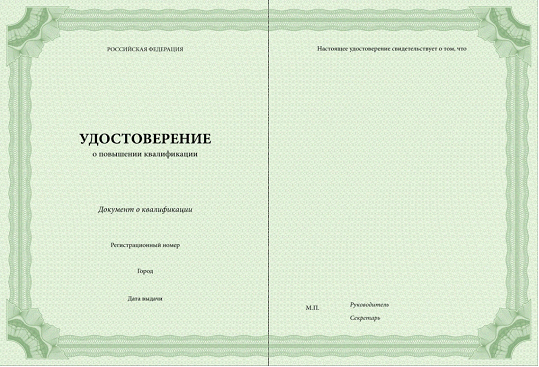 РОССИЙСКАЯ ФЕДЕРАЦИЯ
УДОСТОВЕРЕНИЕ
о повышении квалификации
Документ о квалификации
Регистрационный номер
Город
Дата выдачи
Настоящее удостоверение свидетельствует о том, что
М.П.
Руководитель
Секретарь